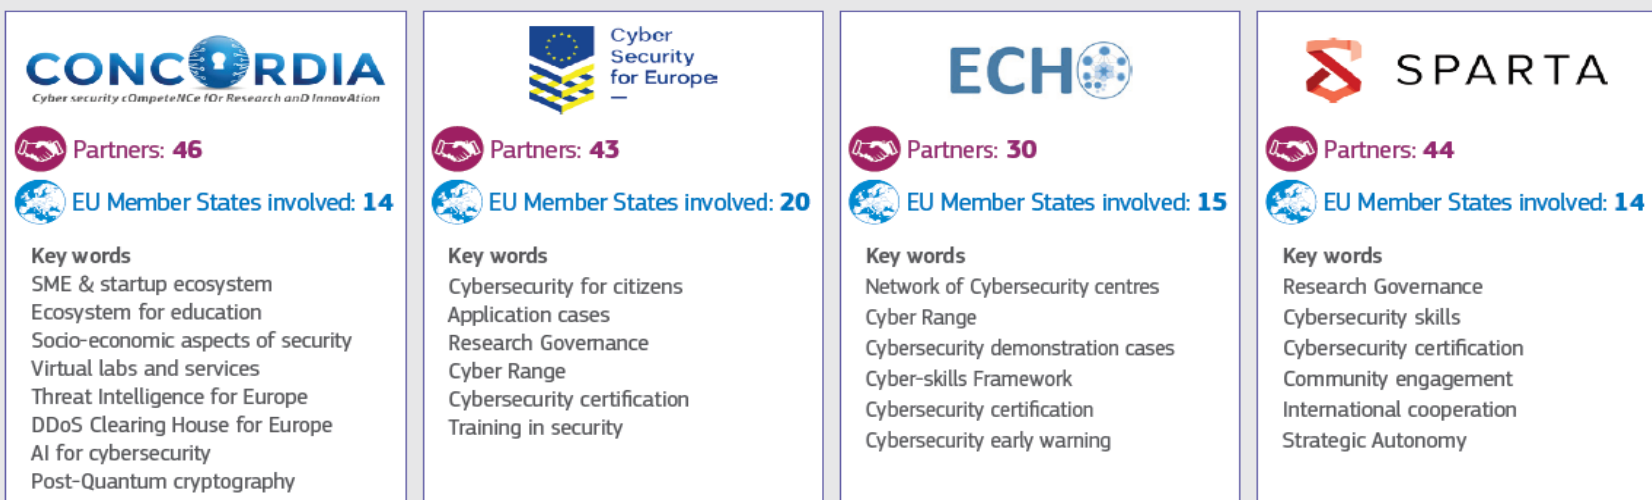 CONCORDIA
Cyber security cOmpeteNCe fOr Research anD InnovAtion
Partners: 46
EU Member States involved: 14
Key words
SME & startup ecosystem
Ecosystem for education
Socio-economic aspects of security
Virtual labs and services
Threat Intelligence for Europe
DDoS Clearing House for Europe
AI for cybersecurity
Post-Quantum cryptography
Cyber
Security
for Europe
Partners: 43
EU Member States involved: 20
Key words
Cybersecurity for citizens
Application cases
Research Governance
Cyber Range
Cybersecurity certification
Training in security
ECHO
Partners: 30
EU Member States involved: 15
Key words
Network of Cybersecurity centres
Cyber Range
Cybersecurity demonstration cases
Cyber-skills Framework
Cybersecurity certification
Cybersecurity early warning
SPARTA
Partners: 44
EU Member States involved: 14
Key words
Research Governance
Cybersecurity skills
Cybersecurity certification
Community engagement
International cooperation
Strategic Autonomy